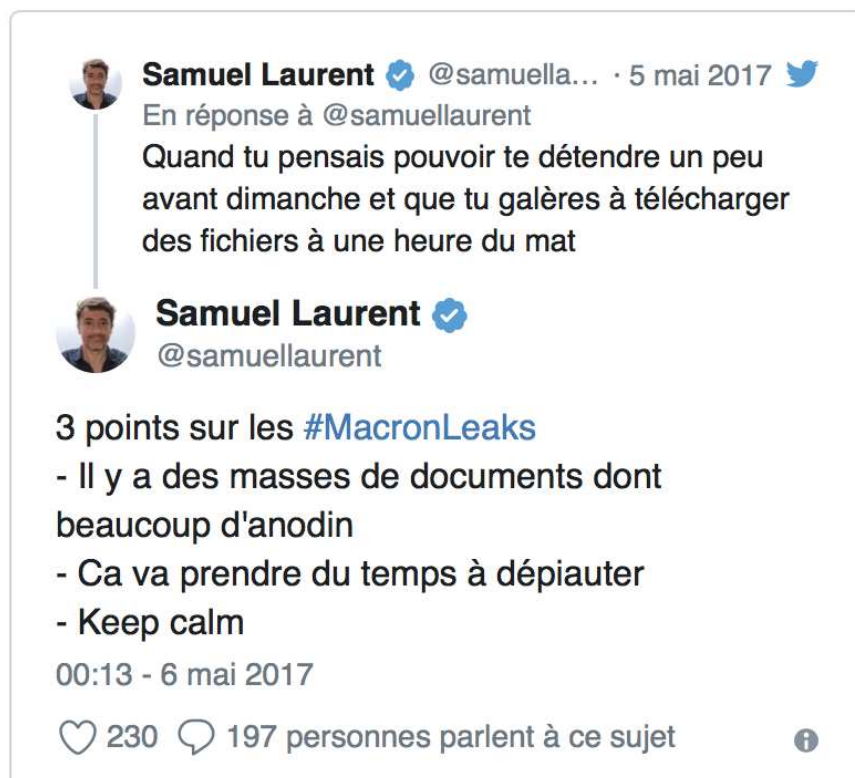 Samuel Laurent @samuella... · 5 mai 2017
En réponse à @samuellaurent
Quand tu pensais pouvoir te détendre un peu
avant dimanche et que tu galères à télécharger
des fichiers à une heure du mat
Samuel Laurent
@samuellaurent
3 points sur les #MacronLeaks
- Il y a des masses de documents dont
beaucoup d'anodin
- Ca va prendre du temps à dépiauter
- Keep calm
00:13 - 6 mai 2017
230 197 personnes parlent à ce sujet